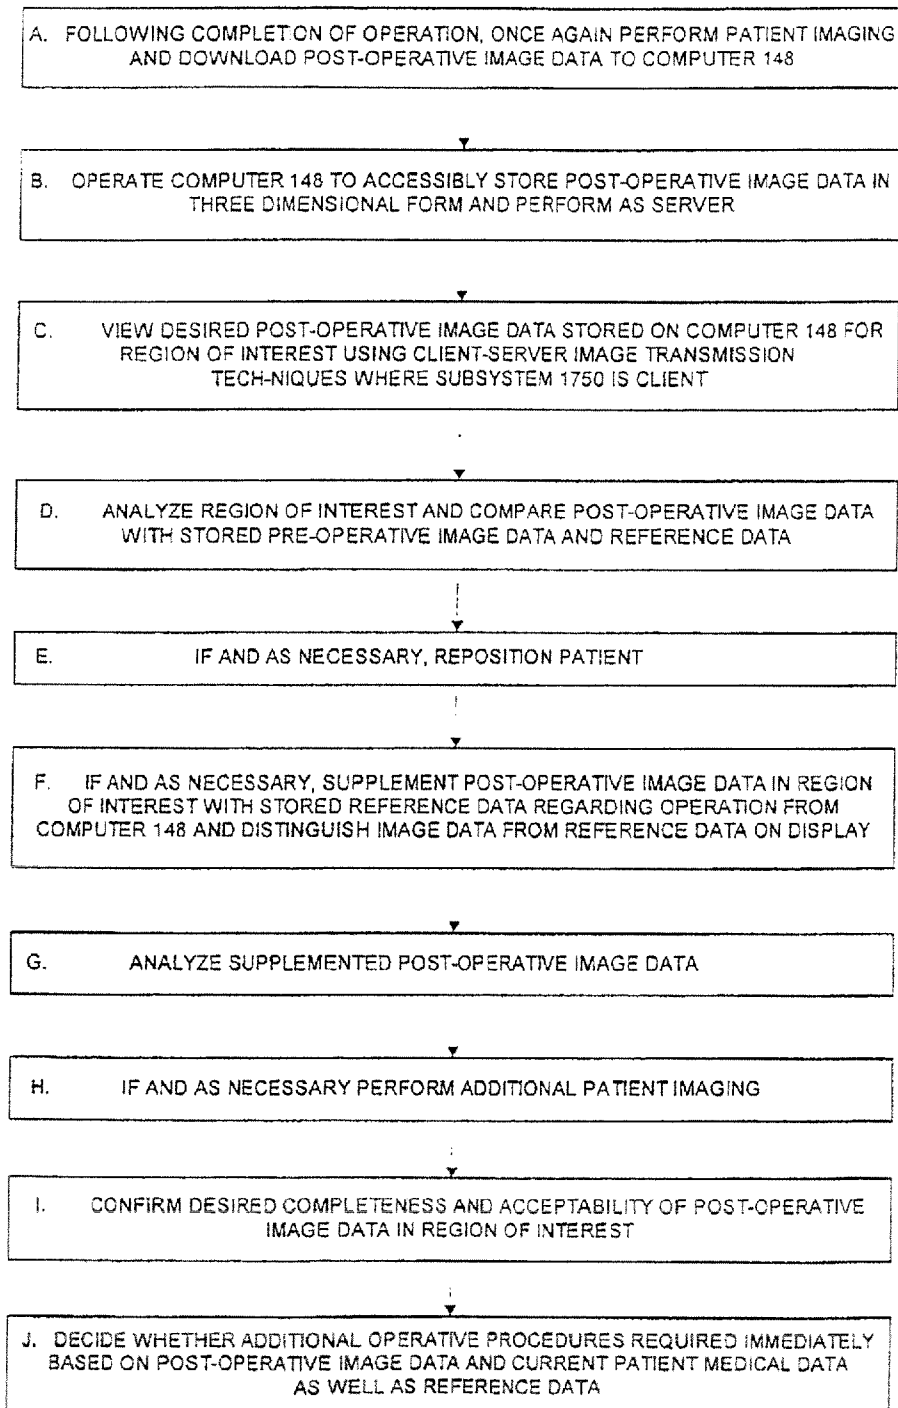 A. FOLLOWING COMPLETION OF OPERATION, ONCE AGAIN PERFORM PATIENT IMAGING
AND DOWNLOAD POST-OPERATIVE IMAGE DATA TO COMPUTER 148
B. OPERATE COMPUTER 148 TO ACCESSIBLY STORE POST-OPERATIVE IMAGE DATA IN
THREE DIMENSIONAL FORM AND PERFORM AS SERVER
C. VIEW DESIRED POST-OPERATIVE IMAGE DATA STORED ON COMPUTER 148 FOR
REGION OF INTEREST USING CLIENT-SERVER IMAGE TRANSMISSION
TECH-NIQUES WHERE SUBSYSTEM 1750 IS CLIENT
D. ANALYZE REGION OF INTEREST AND COMPARE POST-OPERATIVE IMAGE DATA
WITH STORED PRE-OPERATIVE IMAGE DATA AND REFERENCE DATA
E. IF AND AS NECESSARY, REPOSITION PATIENT
F. IF AND AS NECESSARY, SUPPLEMENT POST-OPERATIVE IMAGE DATA IN REGION
OF INTEREST WITH STORED REFERENCE DATA REGARDING OPERATION FROM
COMPUTER 148 AND DISTINGUISH IMAGE DATA FROM REFERENCE DATA ON DISPLAY
G. ANALYZE SUPPLEMENTED POST-OPERATIVE IMAGE DATA
H. IF AND AS NECESSARY PERFORM ADDITIONAL PATIENT IMAGING
I. CONFIRM DESIRED COMPLETENESS AND ACCEPTABILITY OF POST-OPERATIVE
IMAGE DATA IN REGION OF INTEREST
J. DECIDE WHETHER ADDITIONAL OPERATIVE PROCEDURES REQUIRED IMMEDIATELY
BASED ON POST-OPERATIVE IMAGE DATA AND CURRENT PATIENT MEDICAL DATA
AS WELL AS REFERENCE DATA